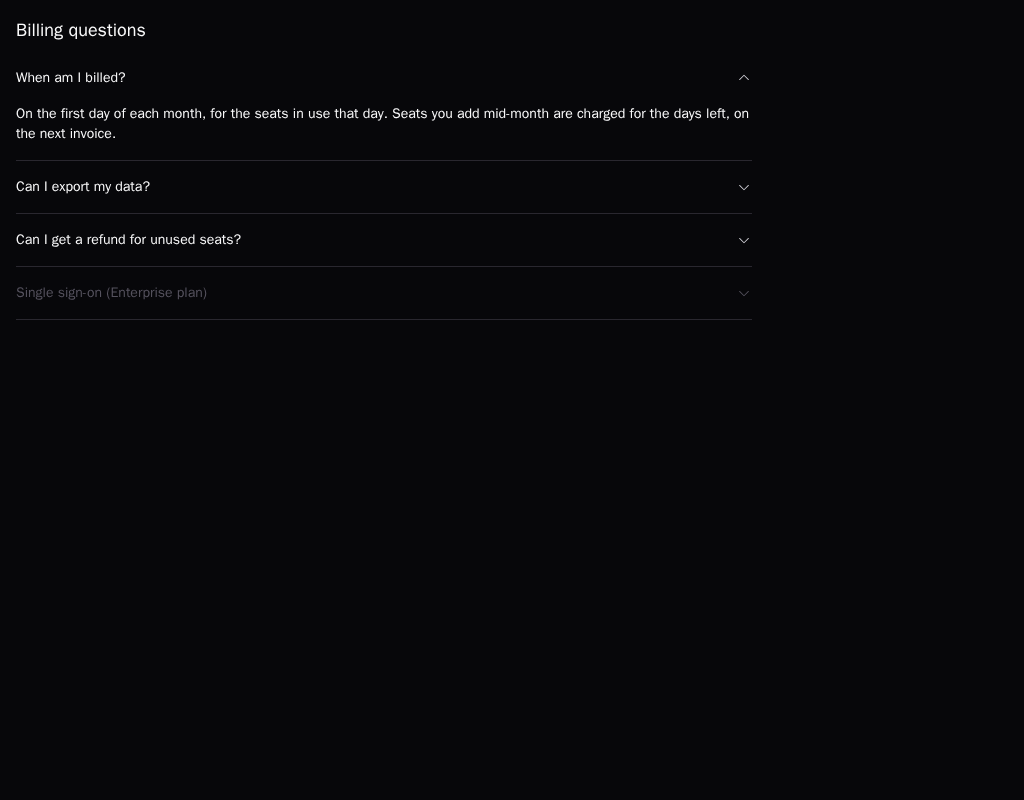 Billing questions
When am I billed?
On the first day of each month, for the seats in use that day. Seats you add mid-month are charged for the days left, on
the next invoice.
Can I export my data?
Can I get a refund for unused seats?
Single sign-on (Enterprise plan)